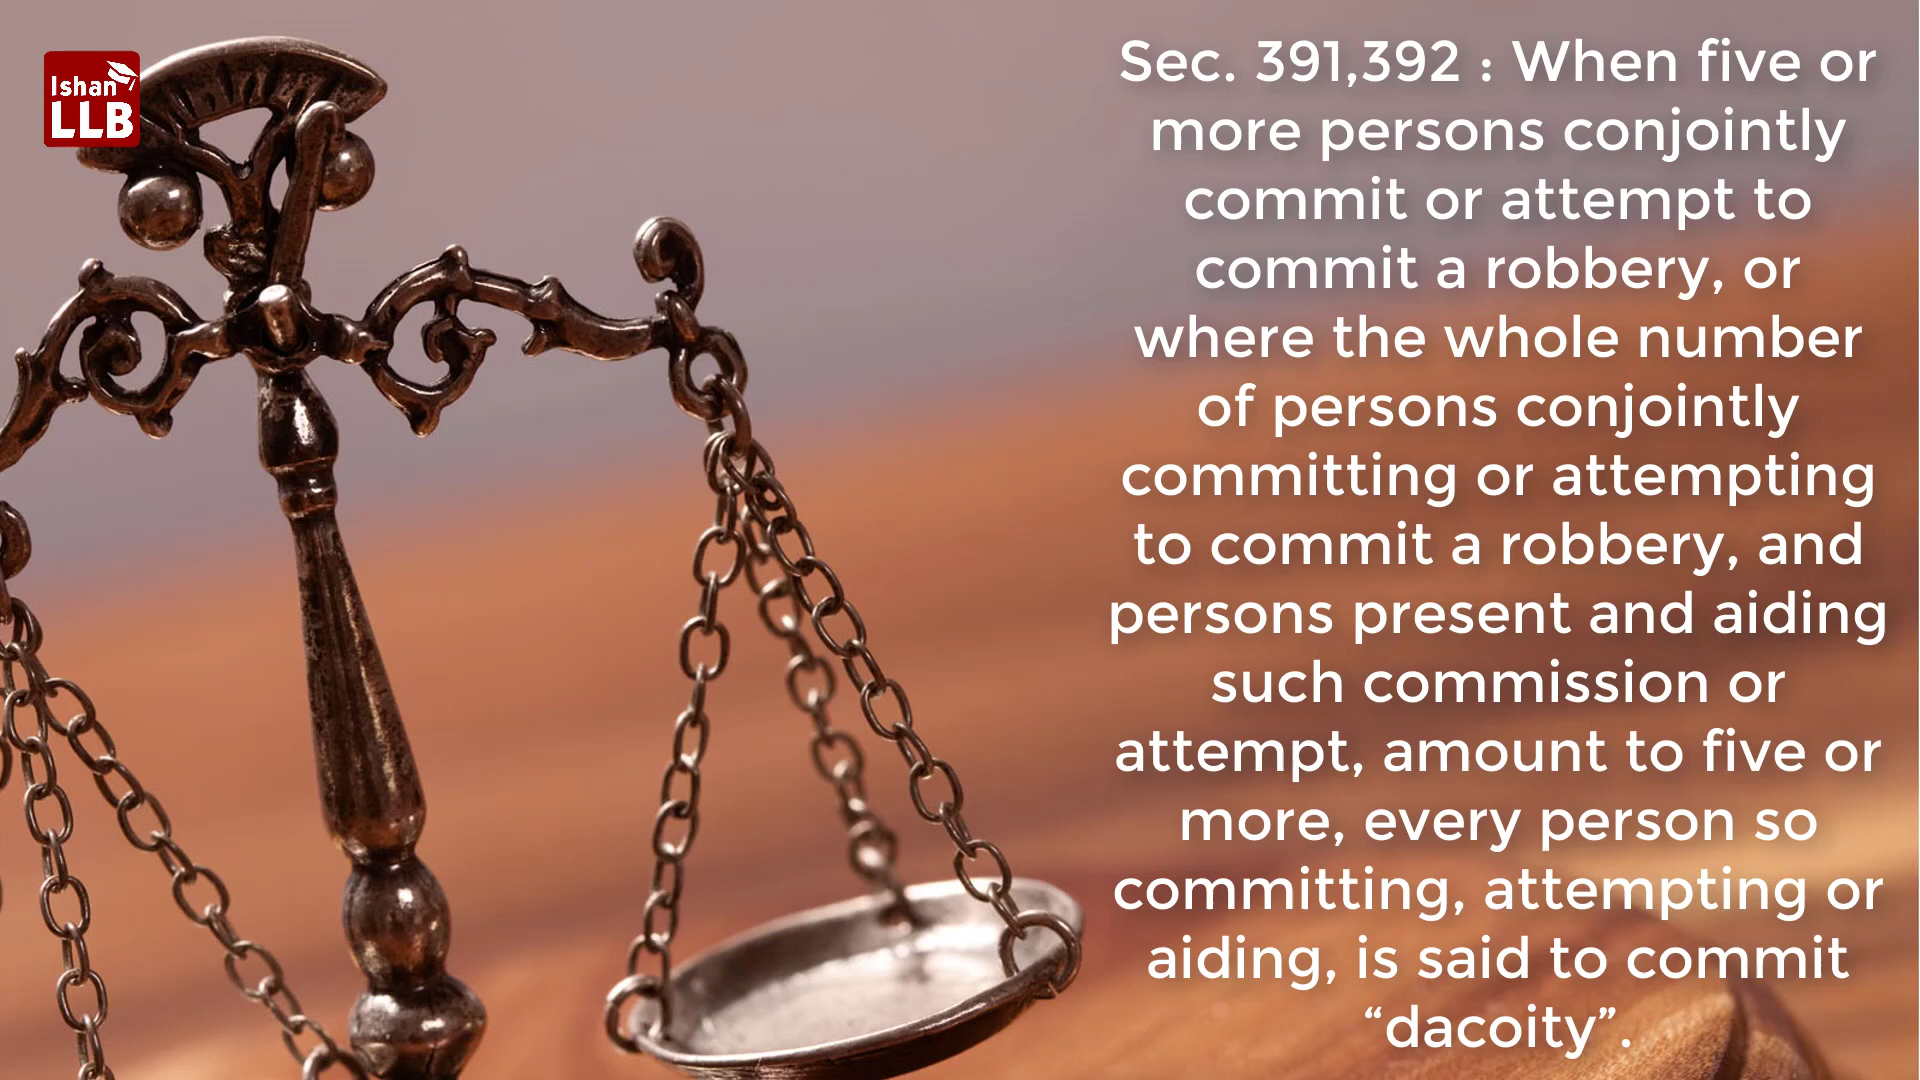 Ishan
LLB
Sec. 391,392 : When five or
more persons conjointly
commit or attempt to
commit a robbery, or
where the whole number
of persons conjointly
committing or attempting
to commit a robbery, and
persons present and aiding
such commission or
attempt, amount to five or
more, every person so
committing, attempting or
aiding, is said to commit
“dacoity”.